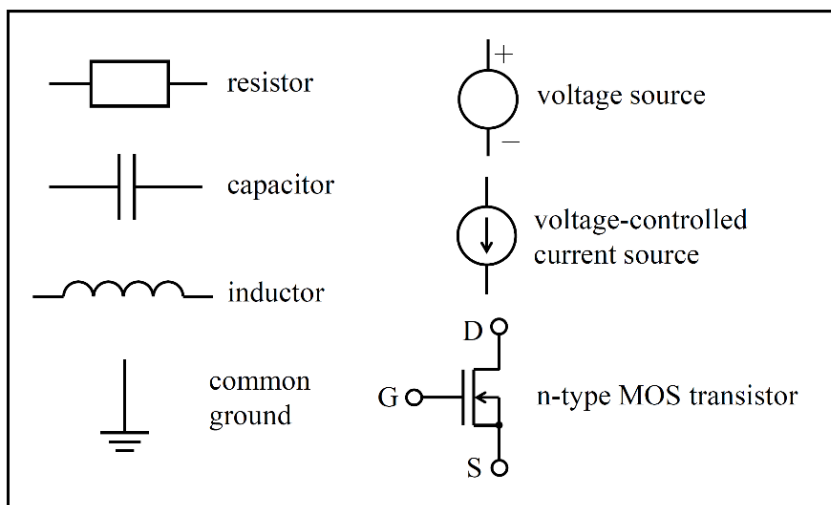 resistor
capacitor
inductor
common
ground
+
voltage source
−
voltage-controlled
current source
D
G
n-type MOS transistor
S